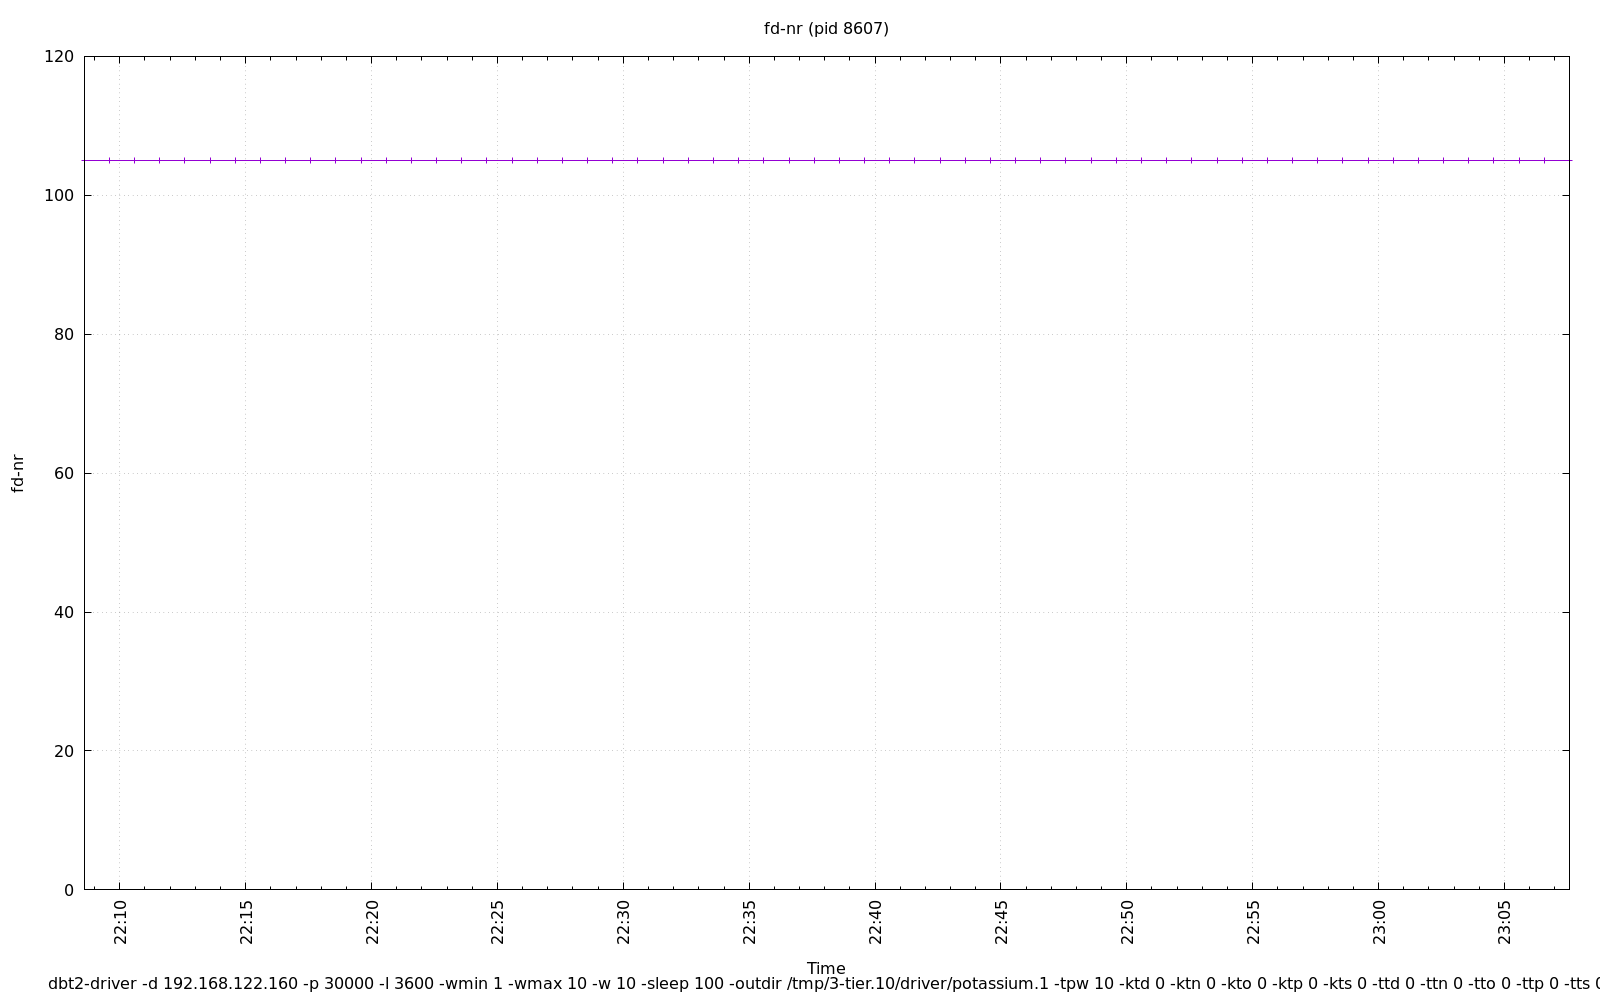 fd-nr (pid 8607)
120
100
80
60
40
20
0
fd-nr
22:10 22:15 22:20 22:25 22:30 22:35 22:40 22:45 22:50 22:55 23:00 23:05
Time
dbt2-driver -d 192.168.122.160 -p 30000 -l 3600 -wmin 1 -wmax 10 -w 10 -sleep 100 -outdir /tmp/3-tier.10/driver/potassium.1 -tpw 10 -ktd 0 -ktn 0 -kto 0 -ktp 0 -kts 0 -ttd 0 -ttn 0 -tto 0 -ttp 0 -tts 0